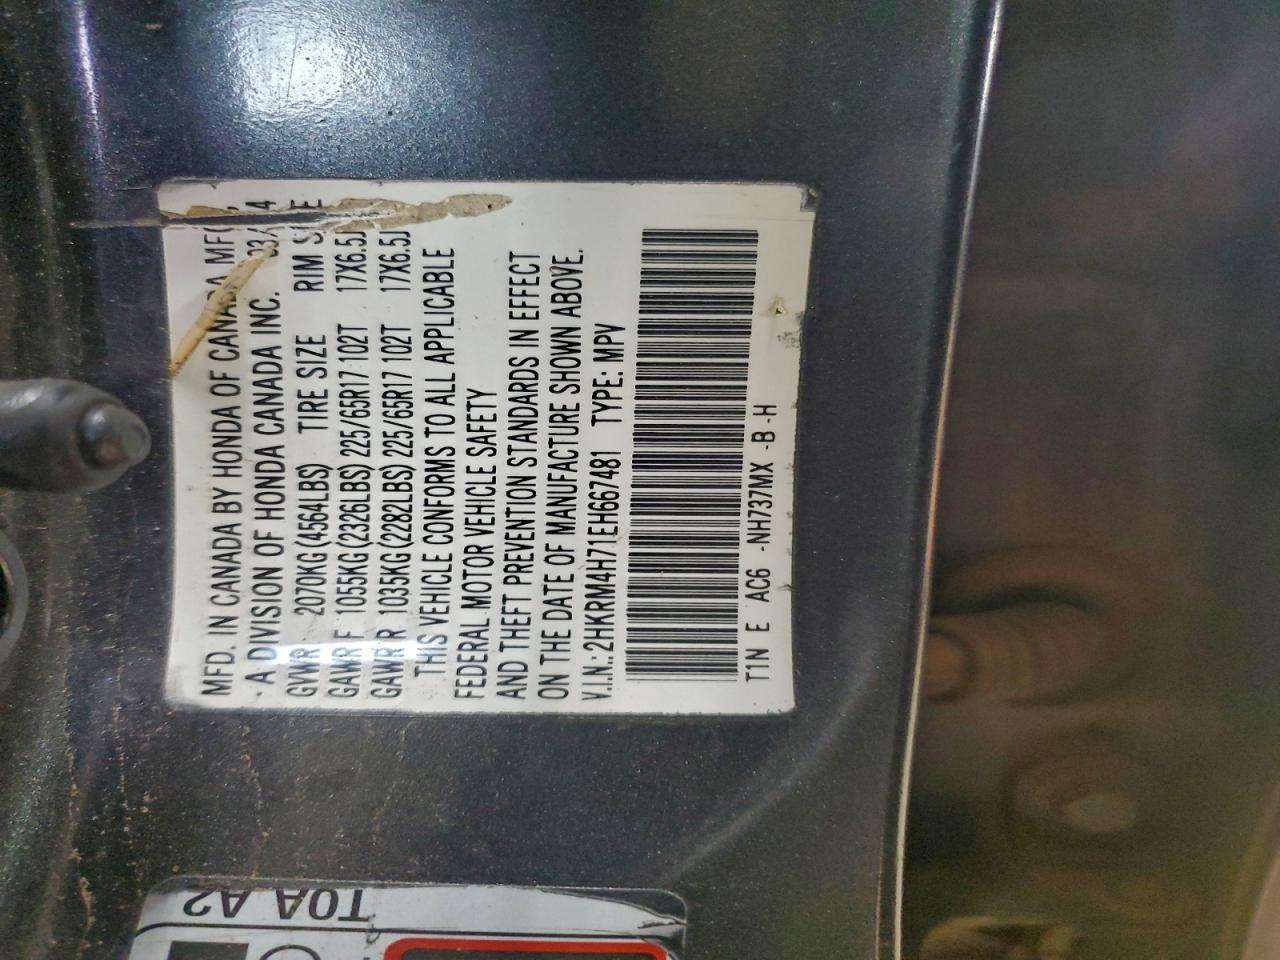 MFD. IN CANADA BY HONDA OF CANADA MFG.,
A DIVISION OF HONDA CANADA INC. 03/14
GVWR 2070KG(4564LBS) TIRE SIZE RIM SIZE
GAWR F 1055KG(2326LBS) 225/65R17 102T 17X6.5J
GAWR R 1035KG(2282LBS) 225/65R17 102T 17X6.5J
THIS VEHICLE CONFORMS TO ALL APPLICABLE
FEDERAL MOTOR VEHICLE SAFETY
AND THEFT PREVENTION STANDARDS IN EFFECT
ON THE DATE OF MANUFACTURE SHOWN ABOVE.
V.I.N.: 2HKRM4H71EH667481 TYPE: MPV
T1N E AC6 -NH737MX -B -H
T0A A2